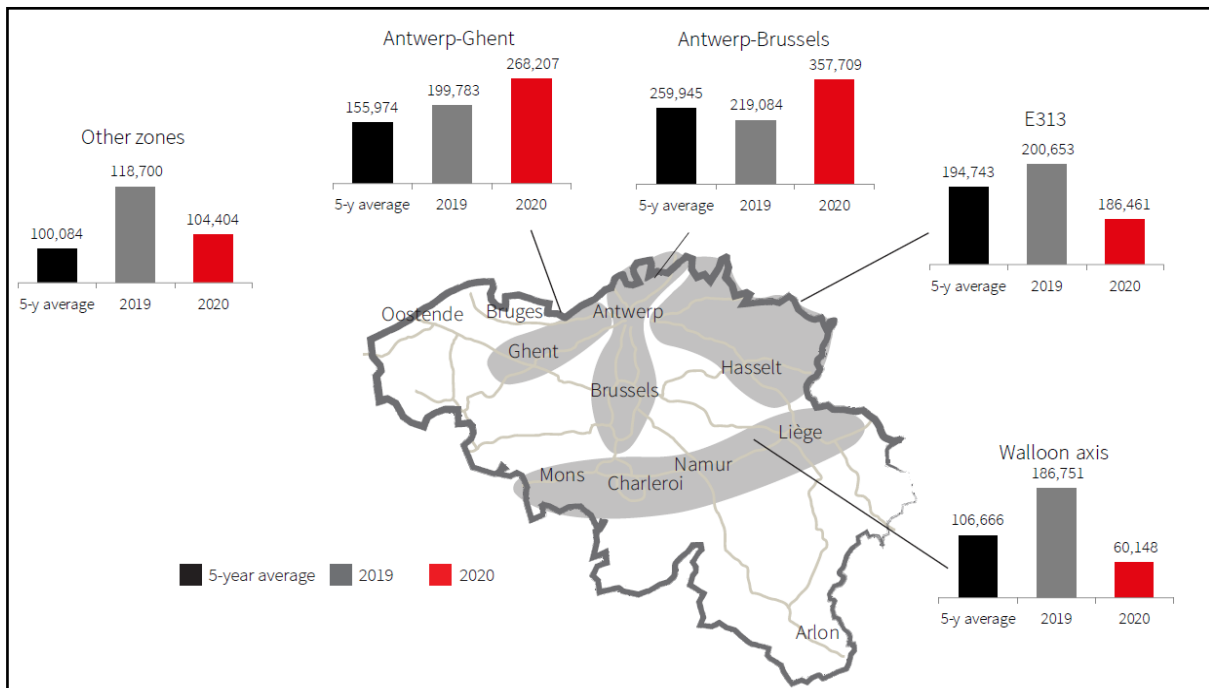 Antwerp-Ghent
268,207
199,783
155,974
5-y average 2019 2020
Antwerp-Brussels
357,709
259,945
219,084
5-y average 2019 2020
Other zones
118,700
104,404
100,084
5-y average 2019 2020
E313
200,653
194,743
186,461
5-y average 2019 2020
Oostende
Bruges
Antwerp
Ghent
Hasselt
Brussels
Liège
Namur
Mons
Charleroi
Arlon
Walloon axis
186,751
106,666
60,148
5-y average 2019 2020
5-year average 2019 2020